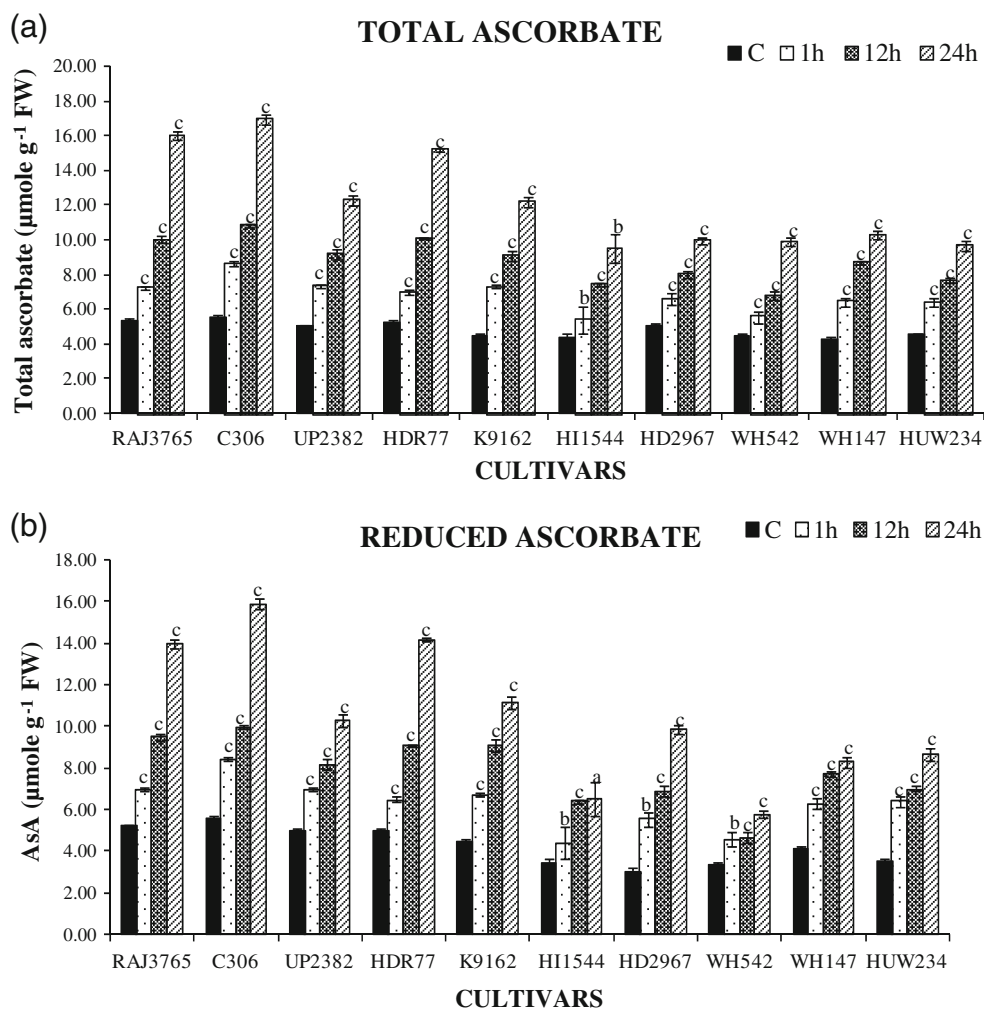 (a)
TOTAL ASCORBATE
C 1h 12h 24h
Total ascorbate (µmole g-1 FW)
20.00
18.00
16.00
14.00
12.00
10.00
8.00
6.00
4.00
2.00
0.00
c c c c c c c c c c c c c c c b c b c c c c c c c c c c c c
RAJ3765 C306 UP2382 HDR77 K9162 HI1544 HD2967 WH542 WH147 HUW234
CULTIVARS
(b)
REDUCED ASCORBATE
C 1h 12h 24h
AsA (µmole g-1 FW)
18.00
16.00
14.00
12.00
10.00
8.00
6.00
4.00
2.00
0.00
c c c c c c c c c c c c c c c b c a b c c b c c c c c c c c
RAJ3765 C306 UP2382 HDR77 K9162 HI1544 HD2967 WH542 WH147 HUW234
CULTIVARS